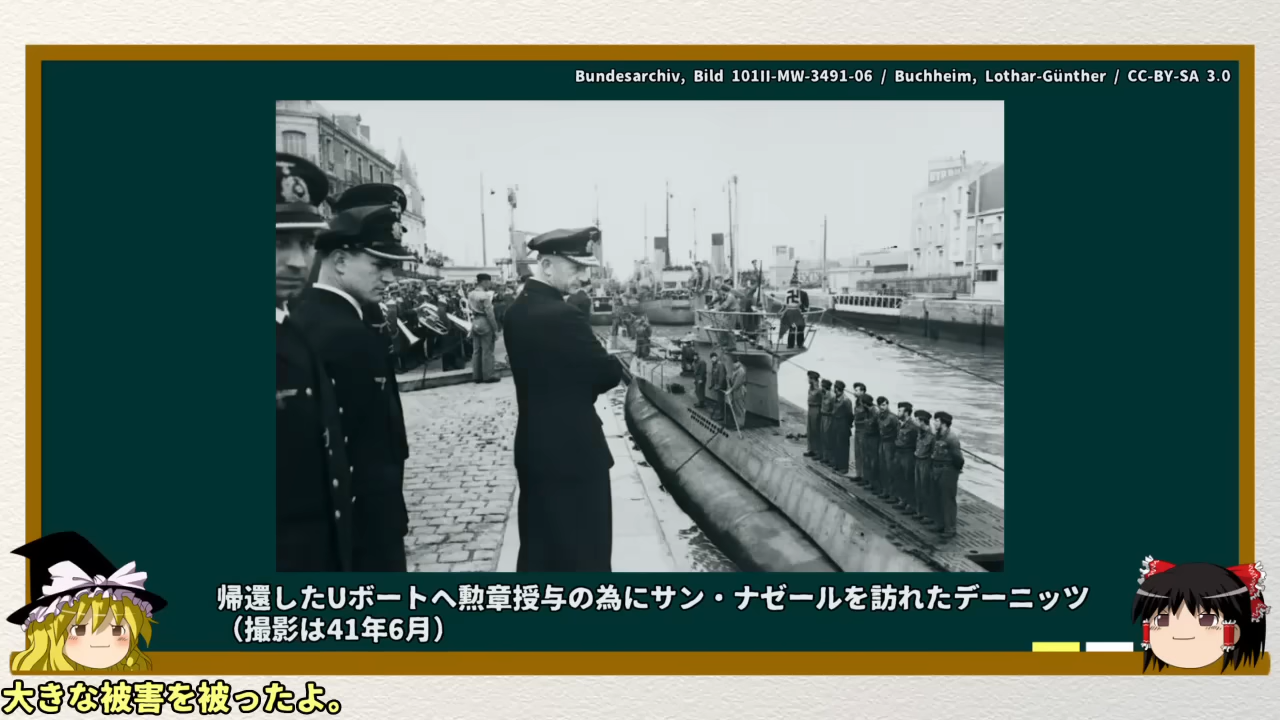 Bundesarchiv, Bild 101II-MW-3491-06 / Buchheim, Lothar-Günther / CC-BY-SA 3.0
帰還したUボートへ勲章授与の為にサン・ナゼールを訪れたデーニッツ
（撮影は41年6月）
大きな被害を被ったよ。